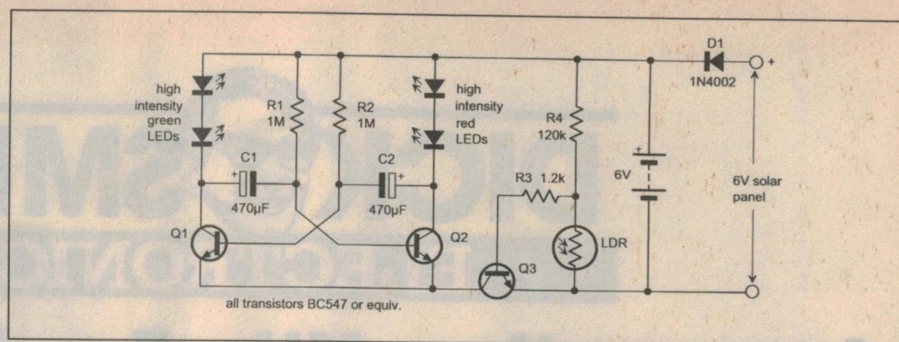 D1
+
1N4002
high
intensity
green
LEDs
R1
1M
R2
1M
high
intensity
red
LEDs
R4
120k
C1
+
470µF
C2
+
470µF
R3 1.2k
+
6V
6V solar
panel
Q1
Q2
Q3
LDR
all transistors BC547 or equiv.